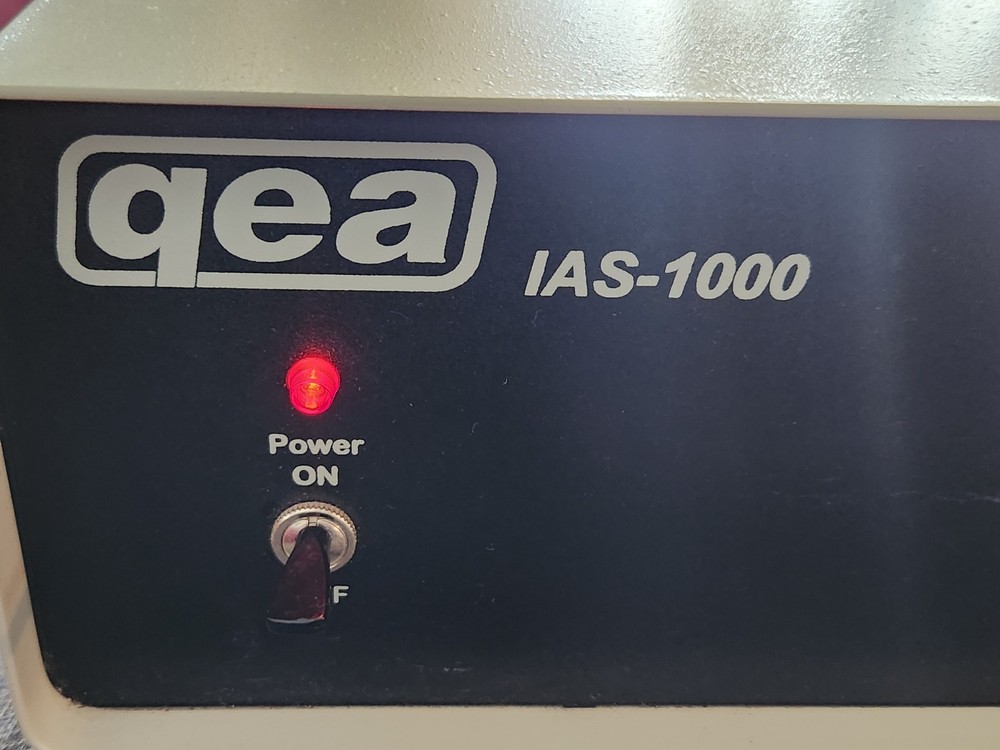 qea
IAS-1000
Power
ON
F